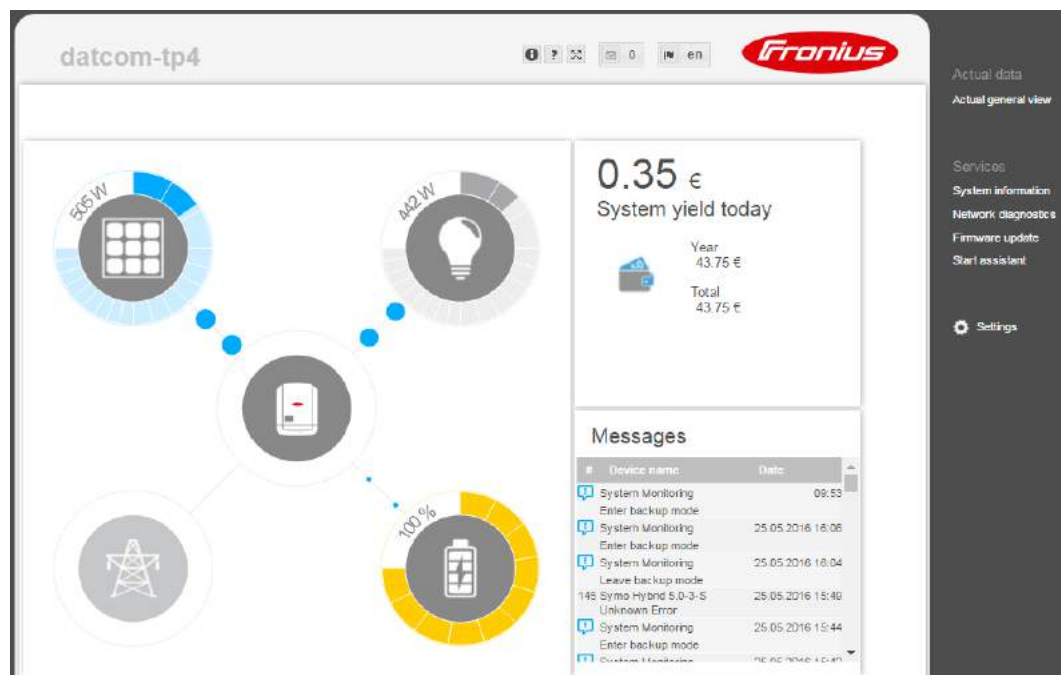 datcom-tp4
i ? 0 en
Fronius
505 W
442 W
100 %
0.35 €
System yield today
Year
43.75 €
Total
43.75 €
Messages
# Device name Date
System Monitoring 09:53
Enter backup mode
System Monitoring 25.05.2016 16:06
Enter backup mode
System Monitoring 25.05.2016 16:04
Leave backup mode
145 Symo Hybrid 5.0-3-S 25.05.2016 15:49
Unknown Error
System Monitoring 25.05.2016 15:44
Enter backup mode
System Monitoring
Actual data
Actual general view
Services
System information
Network diagnostics
Firmware update
Start assistant
Settings